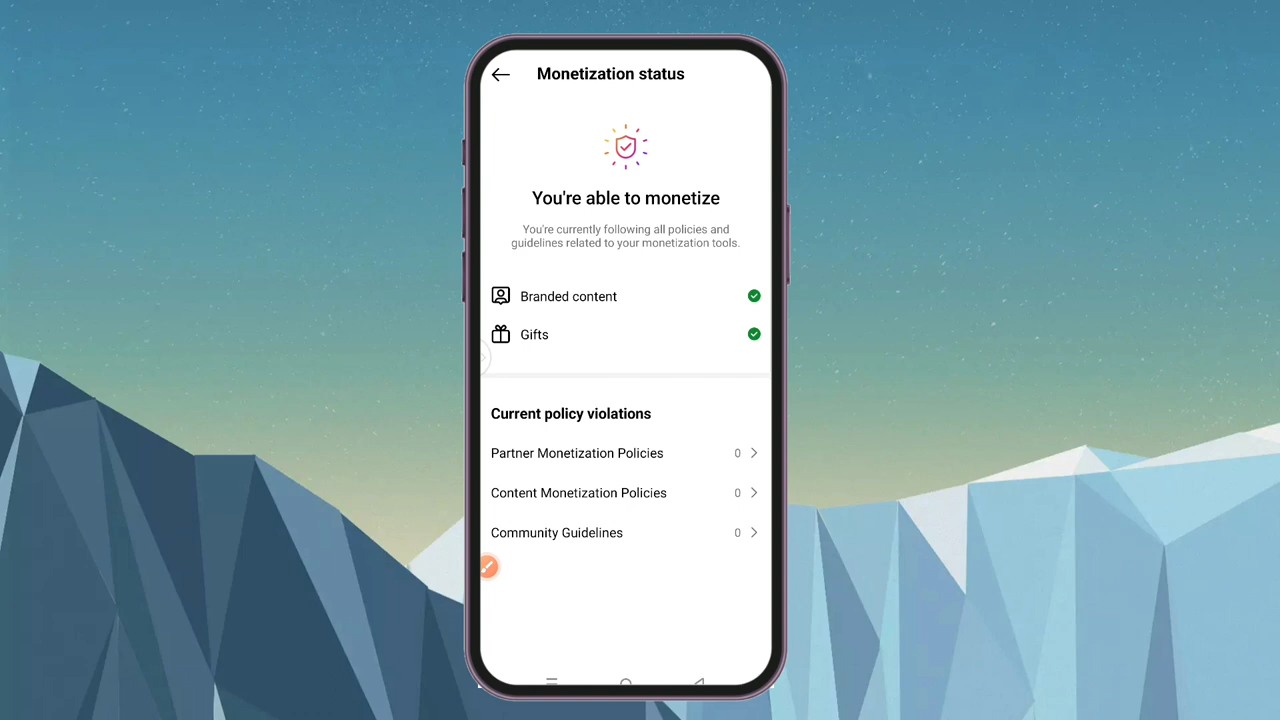 Monetization status
You're able to monetize
You're currently following all policies and
guidelines related to your monetization tools.
Branded content
Gifts
Current policy violations
Partner Monetization Policies 0
Content Monetization Policies 0
Community Guidelines 0